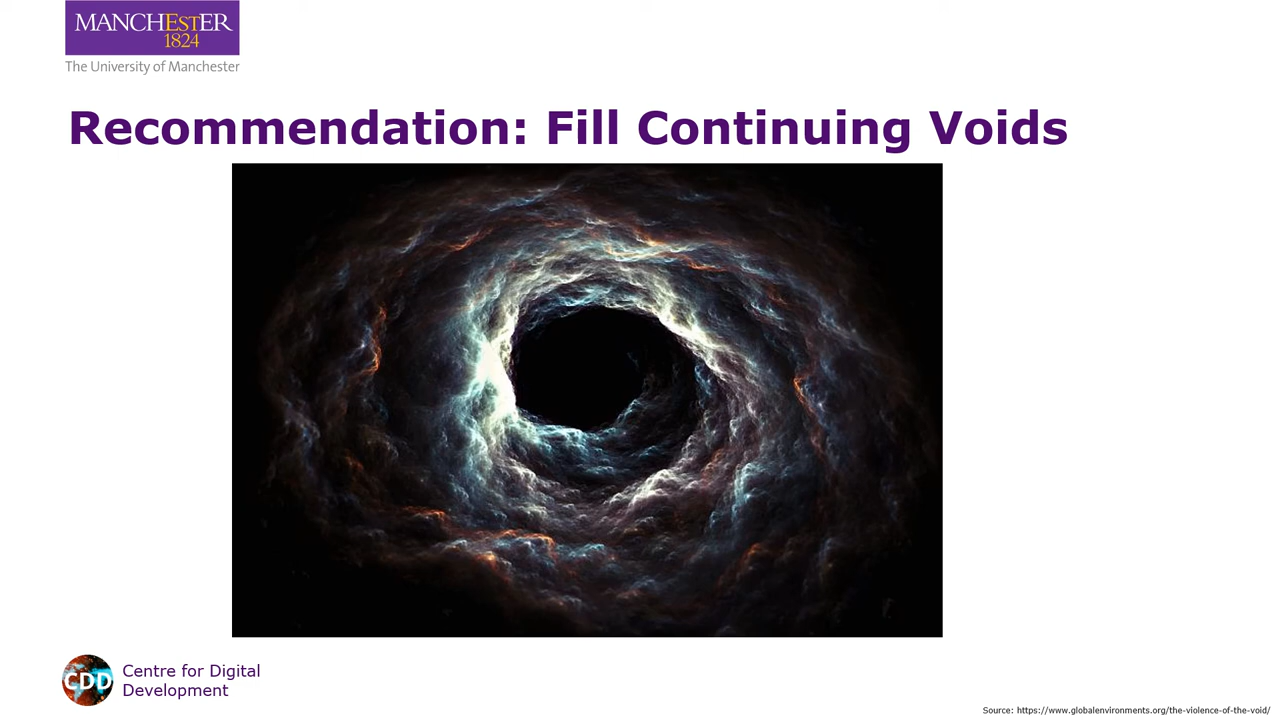 MANCHESTER
1824
The University of Manchester
Recommendation: Fill Continuing Voids
CDD
Centre for Digital
Development
Source: https://www.globalenvironments.org/the-violence-of-the-void/